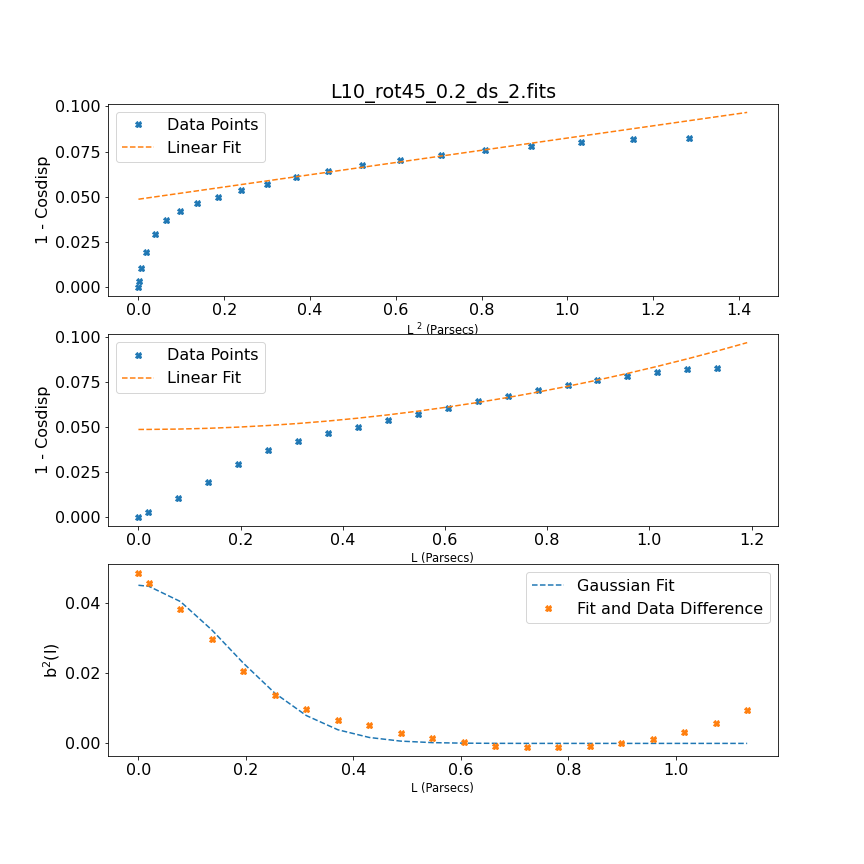 L10_rot45_0.2_ds_2.fits
0.100
0.075
0.050
0.025
0.000
1 - Cosdisp
Data Points
Linear Fit
0.0 0.2 0.4 0.6 0.8 1.0 1.2 1.4
L ² (Parsecs)
0.100
0.075
0.050
0.025
0.000
1 - Cosdisp
Data Points
Linear Fit
0.0 0.2 0.4 0.6 0.8 1.0 1.2
L (Parsecs)
0.04
0.02
0.00
b²(l)
Gaussian Fit
Fit and Data Difference
0.0 0.2 0.4 0.6 0.8 1.0
L (Parsecs)